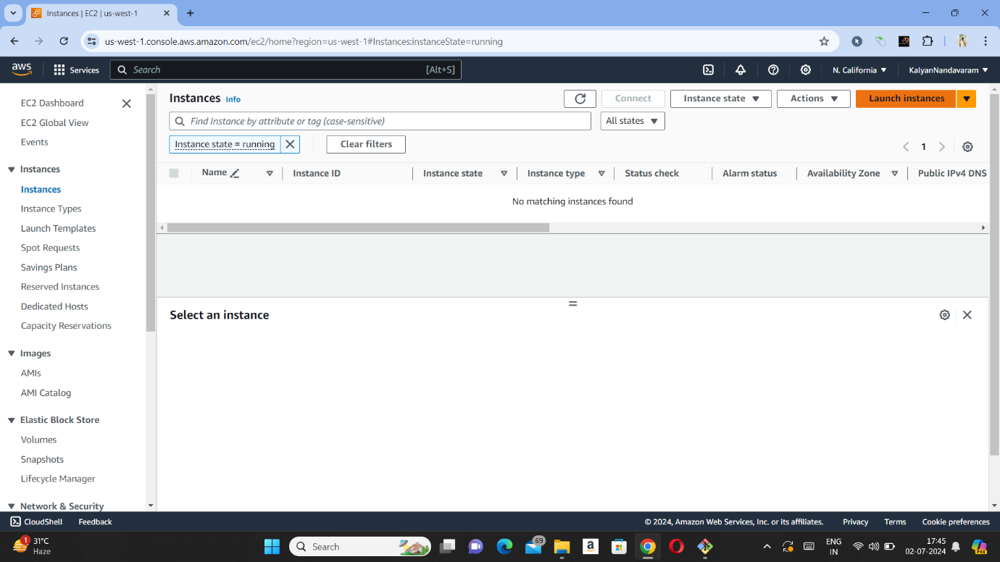 Instances | EC2 | us-west-1
us-west-1.console.aws.amazon.com/ec2/home?region=us-west-1#Instances:instanceState=running
aws Services Search [Alt+S] N. California KalyanNandavaram
EC2 Dashboard
EC2 Global View
Events
Instances
Instances
Instance Types
Launch Templates
Spot Requests
Savings Plans
Reserved Instances
Dedicated Hosts
Capacity Reservations
Images
AMIs
AMI Catalog
Elastic Block Store
Volumes
Snapshots
Lifecycle Manager
Network & Security
Instances Info Connect Instance state Actions Launch instances
Find Instance by attribute or tag (case-sensitive) All states
Instance state = running Clear filters 1
Name Instance ID Instance state Instance type Status check Alarm status Availability Zone Public IPv4 DNS
No matching instances found
Select an instance
CloudShell Feedback © 2024, Amazon Web Services, Inc. or its affiliates. Privacy Terms Cookie preferences
1 31°C Search 69 a ENG 17:45 PRE
Haze IN 02-07-2024